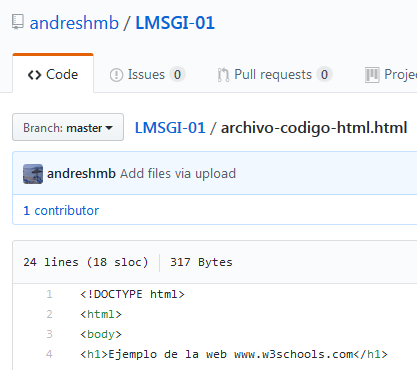 andreshmb / LMSGI-01
<> Code Issues 0 Pull requests 0 Proje
Branch: master LMSGI-01 / archivo-codigo-html.html
andreshmb Add files via upload
1 contributor
24 lines (18 sloc) 317 Bytes
1 <!DOCTYPE html>
2 <html>
3 <body>
4 <h1>Ejemplo de la web www.w3schools.com</h1>